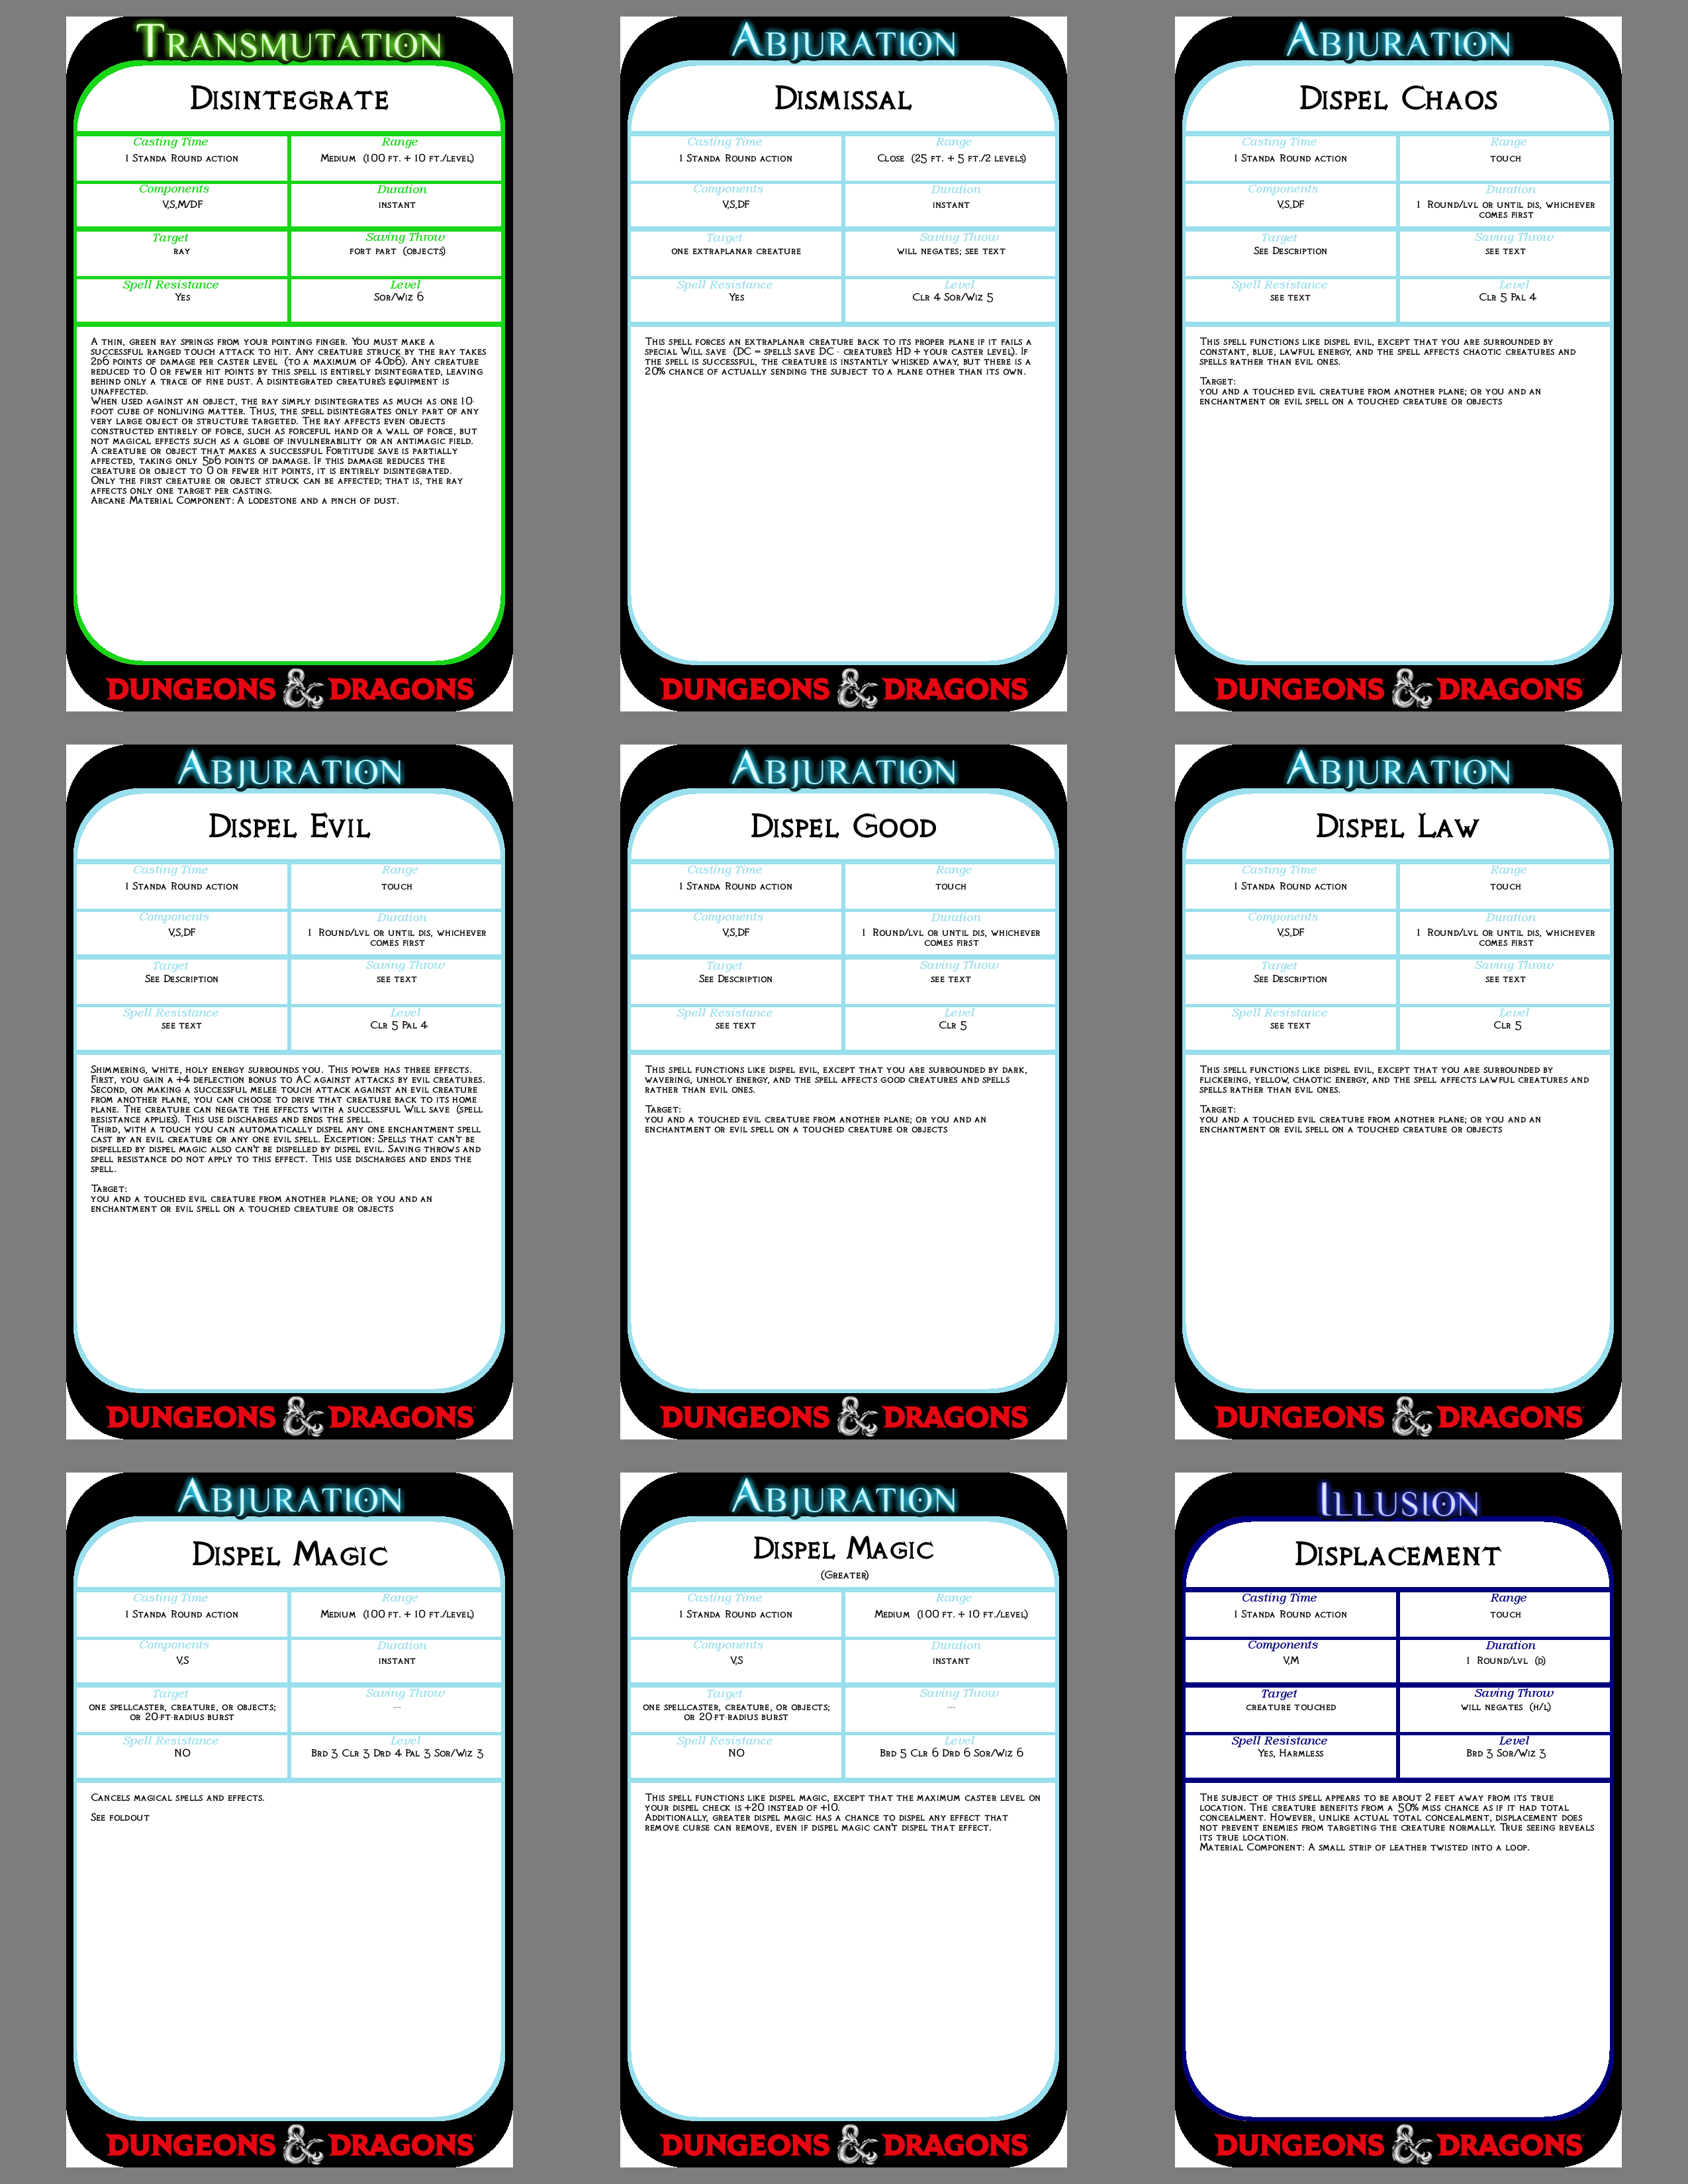 Transmutation
Disintegrate
Casting Time
Range
1 Standa Round action
Medium (100 ft. + 10 ft./level)
Components
Duration
V,S,M/DF
instant
Target
Saving Throw
ray
fort part (objects)
Spell Resistance
Level
Yes
Sor/Wiz 6
A thin, green ray springs from your pointing finger. You must make a
successful ranged touch attack to hit. Any creature struck by the ray takes
2d6 points of damage per caster level (to a maximum of 40d6). Any creature
reduced to 0 or fewer hit points by this spell is entirely disintegrated, leaving
behind only a trace of fine dust. A disintegrated creature's equipment is
unaffected.
When used against an object, the ray simply disintegrates as much as one 10-
foot cube of nonliving matter. Thus, the spell disintegrates only part of any
very large object or structure targeted. The ray affects even objects
constructed entirely of force, such as forceful hand or a wall of force, but
not magical effects such as a globe of invulnerability or an antimagic field.
A creature or object that makes a successful Fortitude save is partially
affected, taking only 5d6 points of damage. If this damage reduces the
creature or object to 0 or fewer hit points, it is entirely disintegrated.
Only the first creature or object struck can be affected; that is, the ray
affects only one target per casting.
Arcane Material Component: A lodestone and a pinch of dust.
DUNGEONS & DRAGONS
Abjuration
Dismissal
Casting Time
Range
1 Standa Round action
Close (25 ft. + 5 ft./2 levels)
Components
Duration
V,S,DF
instant
Target
Saving Throw
one extraplanar creature
will negates; see text
Spell Resistance
Level
Yes
Clr 4 Sor/Wiz 5
This spell forces an extraplanar creature back to its proper plane if it fails a
special Will save (DC = spell's save DC - creature's HD + your caster level). If
the spell is successful, the creature is instantly whisked away, but there is a
20% chance of actually sending the subject to a plane other than its own.
DUNGEONS & DRAGONS
Abjuration
Dispel Chaos
Casting Time
Range
1 Standa Round action
touch
Components
Duration
V,S,DF
1 Round/lvl or until dis, whichever
comes first
Target
Saving Throw
See Description
see text
Spell Resistance
Level
see text
Clr 5 Pal 4
This spell functions like dispel evil, except that you are surrounded by
constant, blue, lawful energy, and the spell affects chaotic creatures and
spells rather than evil ones.
Target:
you and a touched evil creature from another plane; or you and an
enchantment or evil spell on a touched creature or objects
DUNGEONS & DRAGONS
Abjuration
Dispel Evil
Casting Time
Range
1 Standa Round action
touch
Components
Duration
V,S,DF
1 Round/lvl or until dis, whichever
comes first
Target
Saving Throw
See Description
see text
Spell Resistance
Level
see text
Clr 5 Pal 4
Shimmering, white, holy energy surrounds you. This power has three effects.
First, you gain a +4 deflection bonus to AC against attacks by evil creatures.
Second, on making a successful melee touch attack against an evil creature
from another plane, you can choose to drive that creature back to its home
plane. The creature can negate the effects with a successful Will save (spell
resistance applies). This use discharges and ends the spell.
Third, with a touch you can automatically dispel any one enchantment spell
cast by an evil creature or any one evil spell. Exception: Spells that can't be
dispelled by dispel magic also can't be dispelled by dispel evil. Saving throws and
spell resistance do not apply to this effect. This use discharges and ends the
spell.
Target:
you and a touched evil creature from another plane; or you and an
enchantment or evil spell on a touched creature or objects
DUNGEONS & DRAGONS
Abjuration
Dispel Good
Casting Time
Range
1 Standa Round action
touch
Components
Duration
V,S,DF
1 Round/lvl or until dis, whichever
comes first
Target
Saving Throw
See Description
see text
Spell Resistance
Level
see text
Clr 5
This spell functions like dispel evil, except that you are surrounded by dark,
wavering, unholy energy, and the spell affects good creatures and spells
rather than evil ones.
Target:
you and a touched evil creature from another plane; or you and an
enchantment or evil spell on a touched creature or objects
DUNGEONS & DRAGONS
Abjuration
Dispel Law
Casting Time
Range
1 Standa Round action
touch
Components
Duration
V,S,DF
1 Round/lvl or until dis, whichever
comes first
Target
Saving Throw
See Description
see text
Spell Resistance
Level
see text
Clr 5
This spell functions like dispel evil, except that you are surrounded by
flickering, yellow, chaotic energy, and the spell affects lawful creatures and
spells rather than evil ones.
Target:
you and a touched evil creature from another plane; or you and an
enchantment or evil spell on a touched creature or objects
DUNGEONS & DRAGONS
Abjuration
Dispel Magic
Casting Time
Range
1 Standa Round action
Medium (100 ft. + 10 ft./level)
Components
Duration
V,S
instant
Target
Saving Throw
one spellcaster, creature, or objects;
or 20-ft-radius burst
---
Spell Resistance
Level
NO
Brd 3 Clr 3 Drd 4 Pal 3 Sor/Wiz 3
Cancels magical spells and effects.
See foldout
DUNGEONS & DRAGONS
Abjuration
Dispel Magic
(Greater)
Casting Time
Range
1 Standa Round action
Medium (100 ft. + 10 ft./level)
Components
Duration
V,S
instant
Target
Saving Throw
one spellcaster, creature, or objects;
or 20-ft-radius burst
---
Spell Resistance
Level
NO
Brd 5 Clr 6 Drd 6 Sor/Wiz 6
This spell functions like dispel magic, except that the maximum caster level on
your dispel check is +20 instead of +10.
Additionally, greater dispel magic has a chance to dispel any effect that
remove curse can remove, even if dispel magic can't dispel that effect.
DUNGEONS & DRAGONS
Illusion
Displacement
Casting Time
Range
1 Standa Round action
touch
Components
Duration
V,M
1 Round/lvl (D)
Target
Saving Throw
creature touched
will negates (H/L)
Spell Resistance
Level
Yes, Harmless
Brd 3 Sor/Wiz 3
The subject of this spell appears to be about 2 feet away from its true
location. The creature benefits from a 50% miss chance as if it had total
concealment. However, unlike actual total concealment, displacement does
not prevent enemies from targeting the creature normally. True seeing reveals
its true location.
Material Component: A small strip of leather twisted into a loop.
DUNGEONS & DRAGONS